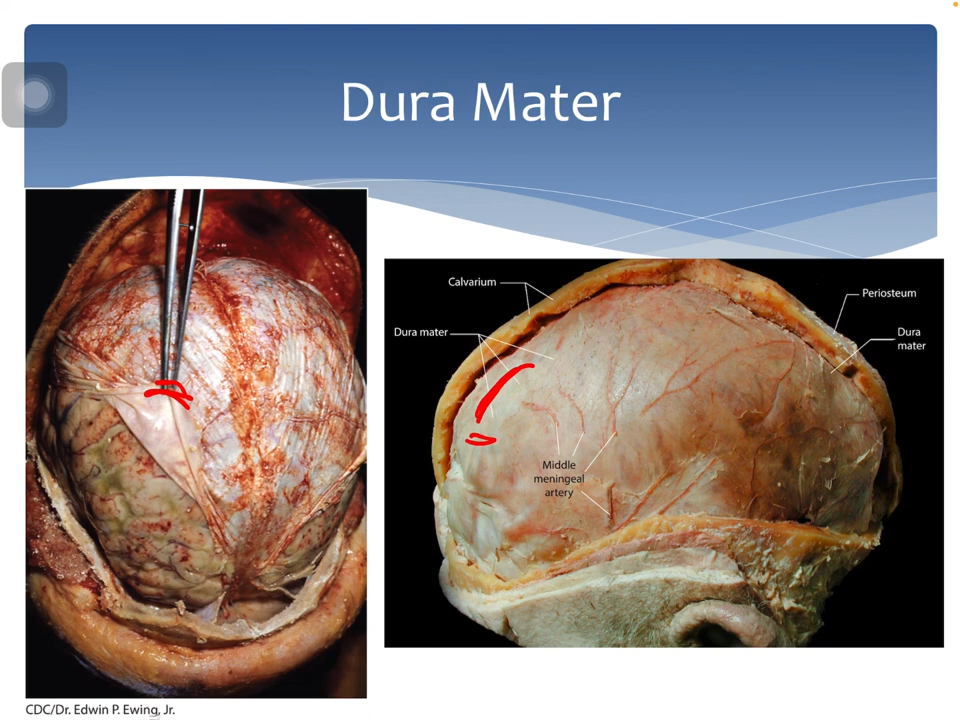 Dura Mater
Calvarium
Periosteum
Dura mater
Dura
mater
Middle
meningeal
artery
CDC/Dr. Edwin P. Ewing, Jr.